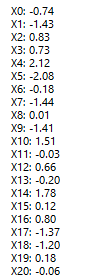 X0: -0.74
X1: -1.43
X2: 0.83
X3: 0.73
X4: 2.12
X5: -2.08
X6: -0.18
X7: -1.44
X8: 0.01
X9: -1.41
X10: 1.51
X11: -0.03
X12: 0.66
X13: -0.20
X14: 1.78
X15: 0.12
X16: 0.80
X17: -1.37
X18: -1.20
X19: 0.18
X20: -0.06